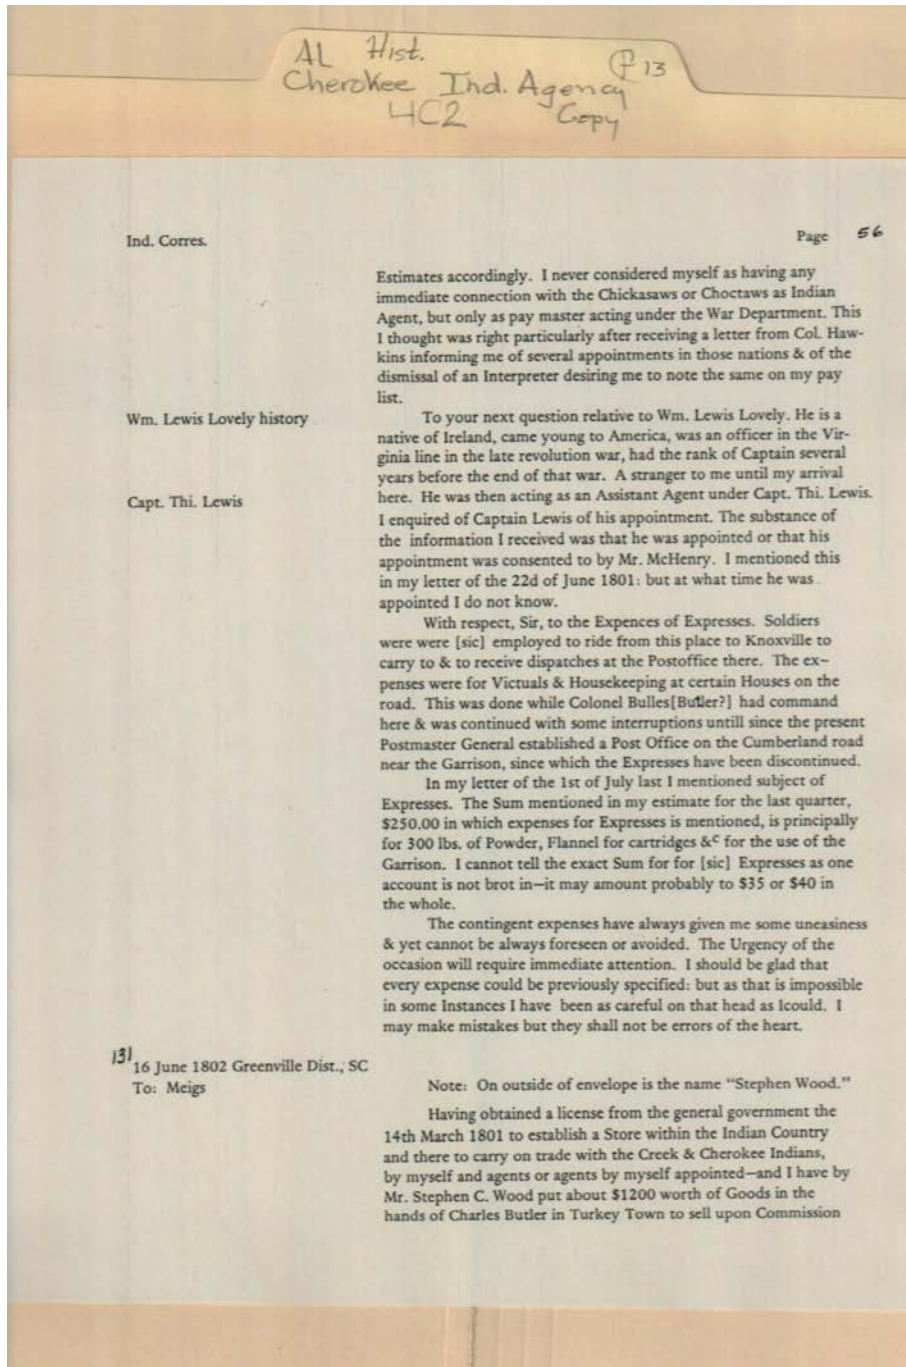 AL Hist. P 13
Cherokee Ind. Agency
4C2 Copy
Ind. Corres.
Page 56
Estimates accordingly. I never considered myself as having any
immediate connection with the Chickasaws or Choctaws as Indian
Agent, but only as pay master acting under the War Department. This
I thought was right particularly after receiving a letter from Col. Haw-
kins informing me of several appointments in those nations & of the
dismissal of an Interpreter desiring me to note the same on my pay
list.
Wm. Lewis Lovely history
To your next question relative to Wm. Lewis Lovely. He is a
native of Ireland, came young to America, was an officer in the Vir-
ginia line in the late revolution war, had the rank of Captain several
years before the end of that war. A stranger to me until my arrival
Capt. Thi. Lewis
here. He was then acting as an Assistant Agent under Capt. Thi. Lewis.
I enquired of Captain Lewis of his appointment. The substance of
the information I received was that he was appointed or that his
appointment was consented to by Mr. McHenry. I mentioned this
in my letter of the 22d of June 1801: but at what time he was
appointed I do not know.
With respect, Sir, to the Expences of Expresses. Soldiers
were were [sic] employed to ride from this place to Knoxville to
carry to & to receive dispatches at the Postoffice there. The ex-
penses were for Victuals & Housekeeping at certain Houses on the
road. This was done while Colonel Bulles[Butler?] had command
here & was continued with some interruptions untill since the present
Postmaster General established a Post Office on the Cumberland road
near the Garrison, since which the Expresses have been discontinued.
In my letter of the 1st of July last I mentioned subject of
Expresses. The Sum mentioned in my estimate for the last quarter,
$250.00 in which expenses for Expresses is mentioned, is principally
for 300 lbs. of Powder, Flannel for cartridges &c for the use of the
Garrison. I cannot tell the exact Sum for for [sic] Expresses as one
account is not brot in—it may amount probably to $35 or $40 in
the whole.
The contingent expenses have always given me some uneasiness
& yet cannot be always foreseen or avoided. The Urgency of the
occasion will require immediate attention. I should be glad that
every expense could be previously specified: but as that is impossible
in some Instances I have been as careful on that head as Icould. I
may make mistakes but they shall not be errors of the heart.
131
16 June 1802 Greenville Dist., SC
To: Meigs
Note: On outside of envelope is the name "Stephen Wood."
Having obtained a license from the general government the
14th March 1801 to establish a Store within the Indian Country
and there to carry on trade with the Creek & Cherokee Indians,
by myself and agents or agents by myself appointed—and I have by
Mr. Stephen C. Wood put about $1200 worth of Goods in the
hands of Charles Butler in Turkey Town to sell upon Commission